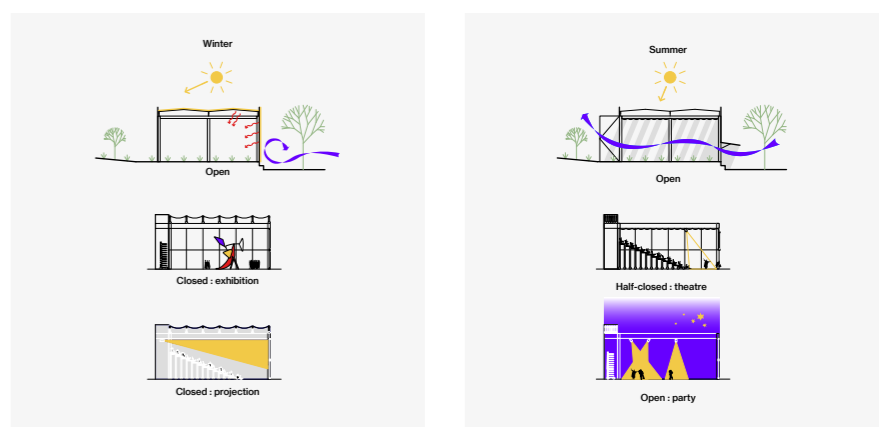 Winter
Open
Closed : exhibition
Closed : projection
Summer
Open
Half-closed : theatre
Open : party